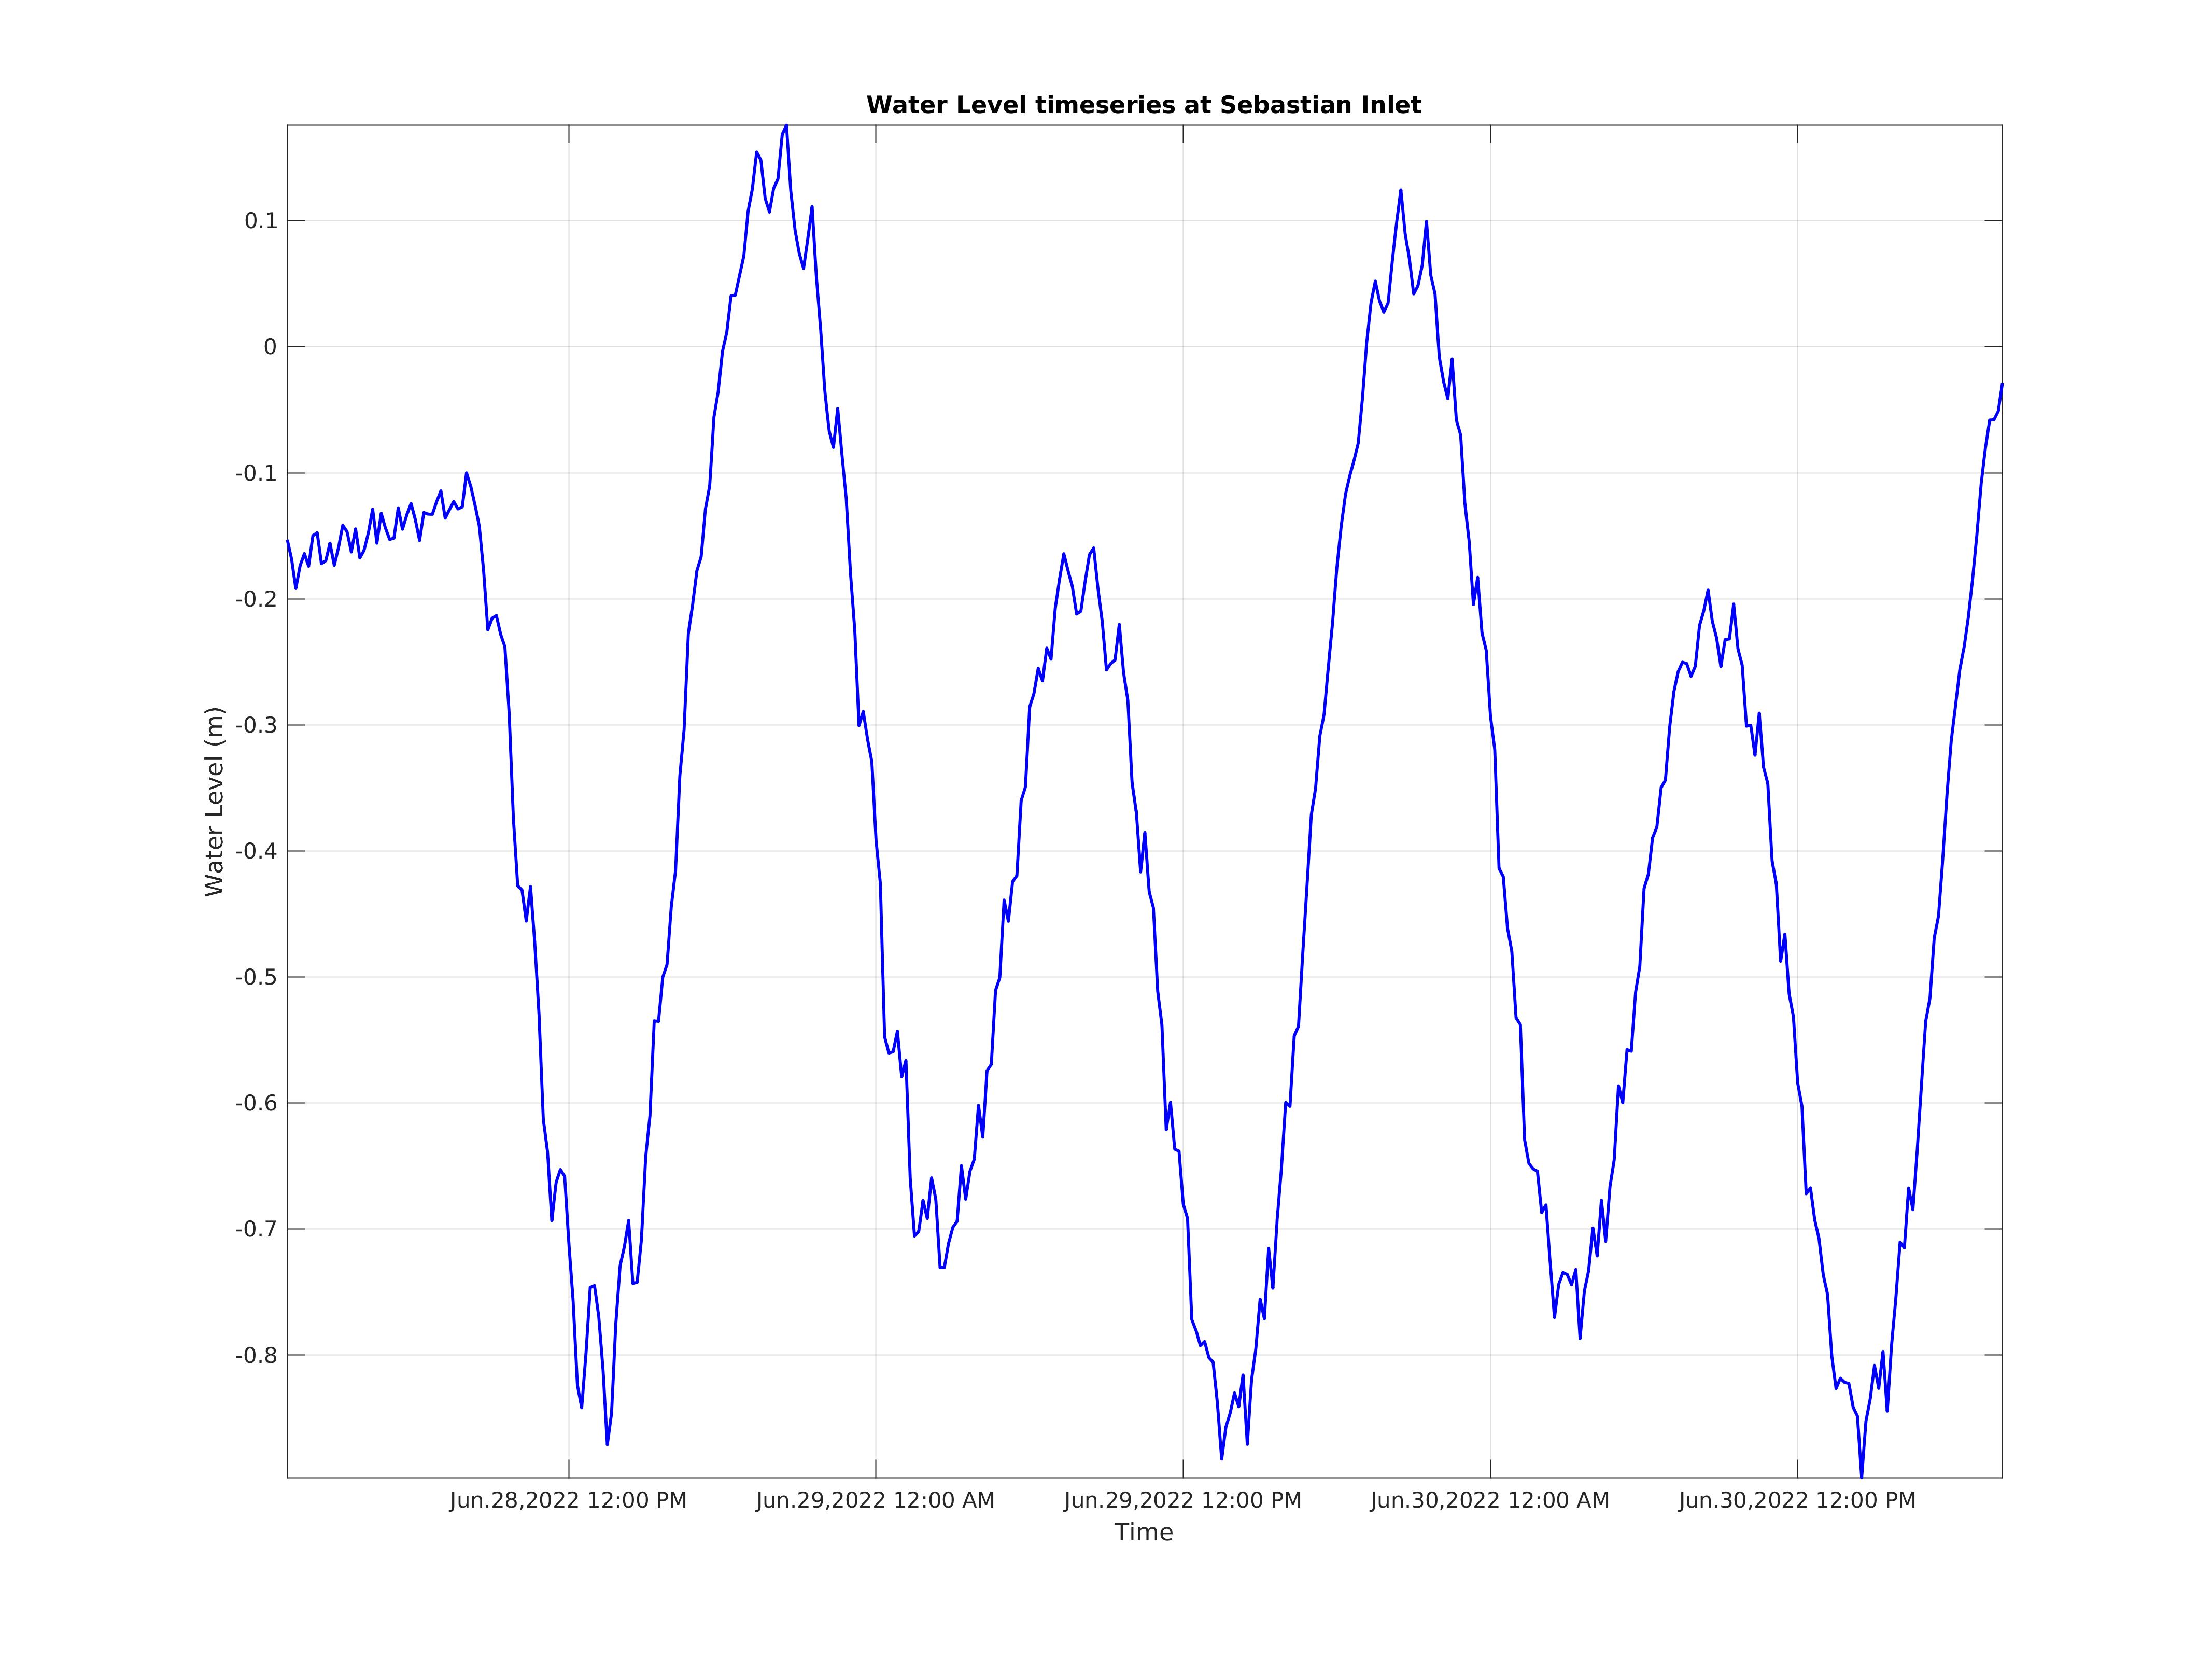 Water Level timeseries at Sebastian Inlet
0.1
0
-0.1
-0.2
-0.3
-0.4
-0.5
-0.6
-0.7
-0.8
Water Level (m)
Jun.28,2022 12:00 PM
Jun.29,2022 12:00 AM
Jun.29,2022 12:00 PM
Jun.30,2022 12:00 AM
Jun.30,2022 12:00 PM
Time